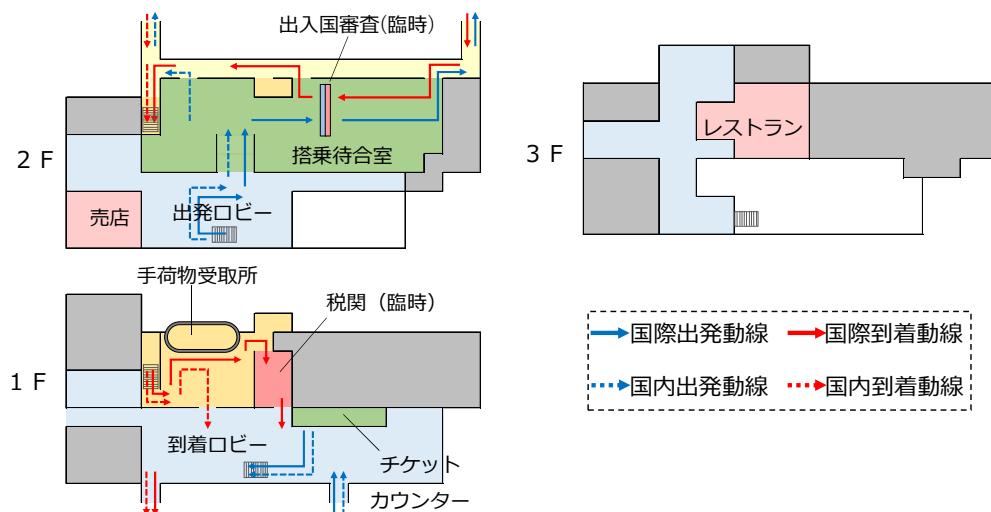 出入国審査(臨時)
2 F
搭乗待合室
売店
出発ロビー
3 F
レストラン
手荷物受取所
税関（臨時）
1 F
到着ロビー
チケット
カウンター
国際出発動線
国際到着動線
国内出発動線
国内到着動線